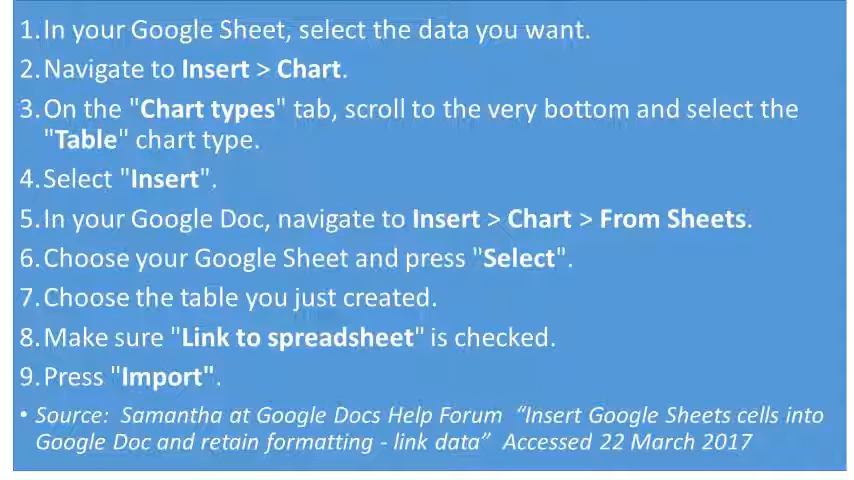 1. In your Google Sheet, select the data you want.
2. Navigate to Insert > Chart.
3. On the "Chart types" tab, scroll to the very bottom and select the
"Table" chart type.
4. Select "Insert".
5. In your Google Doc, navigate to Insert > Chart > From Sheets.
6. Choose your Google Sheet and press "Select".
7. Choose the table you just created.
8. Make sure "Link to spreadsheet" is checked.
9. Press "Import".
• Source:  Samantha at Google Docs Help Forum  “Insert Google Sheets cells into
Google Doc and retain formatting - link data”  Accessed 22 March 2017